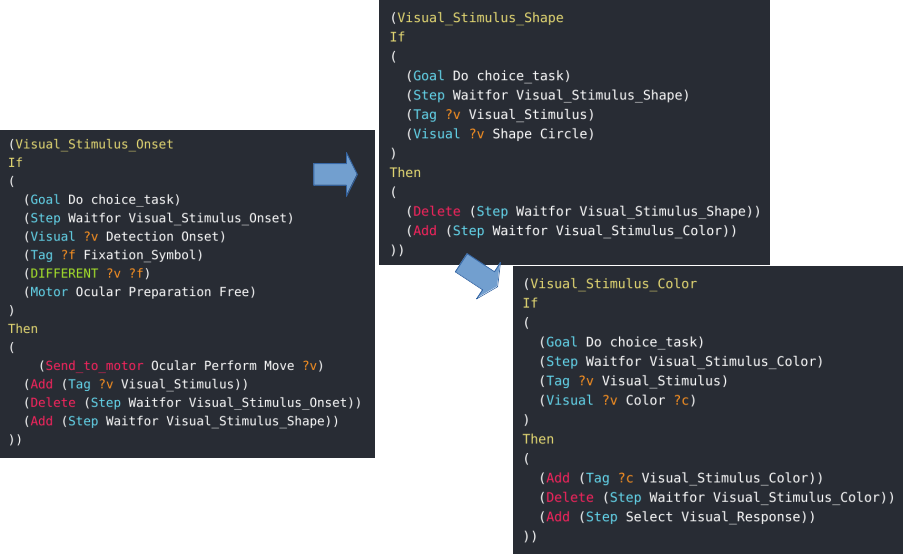 (Visual_Stimulus_Onset
If
(
(Goal Do choice_task)
(Step Waitfor Visual_Stimulus_Onset)
(Visual ?v Detection Onset)
(Tag ?f Fixation_Symbol)
(DIFFERENT ?v ?f)
(Motor Ocular Preparation Free)
)
Then
(
(Send_to_motor Ocular Perform Move ?v)
(Add (Tag ?v Visual_Stimulus))
(Delete (Step Waitfor Visual_Stimulus_Onset))
(Add (Step Waitfor Visual_Stimulus_Shape))
))
(Visual_Stimulus_Shape
If
(
(Goal Do choice_task)
(Step Waitfor Visual_Stimulus_Shape)
(Tag ?v Visual_Stimulus)
(Visual ?v Shape Circle)
)
Then
(
(Delete (Step Waitfor Visual_Stimulus_Shape))
(Add (Step Waitfor Visual_Stimulus_Color))
))
(Visual_Stimulus_Color
If
(
(Goal Do choice_task)
(Step Waitfor Visual_Stimulus_Color)
(Tag ?v Visual_Stimulus)
(Visual ?v Color ?c)
)
Then
(
(Add (Tag ?c Visual_Stimulus_Color))
(Delete (Step Waitfor Visual_Stimulus_Color))
(Add (Step Select Visual_Response))
))